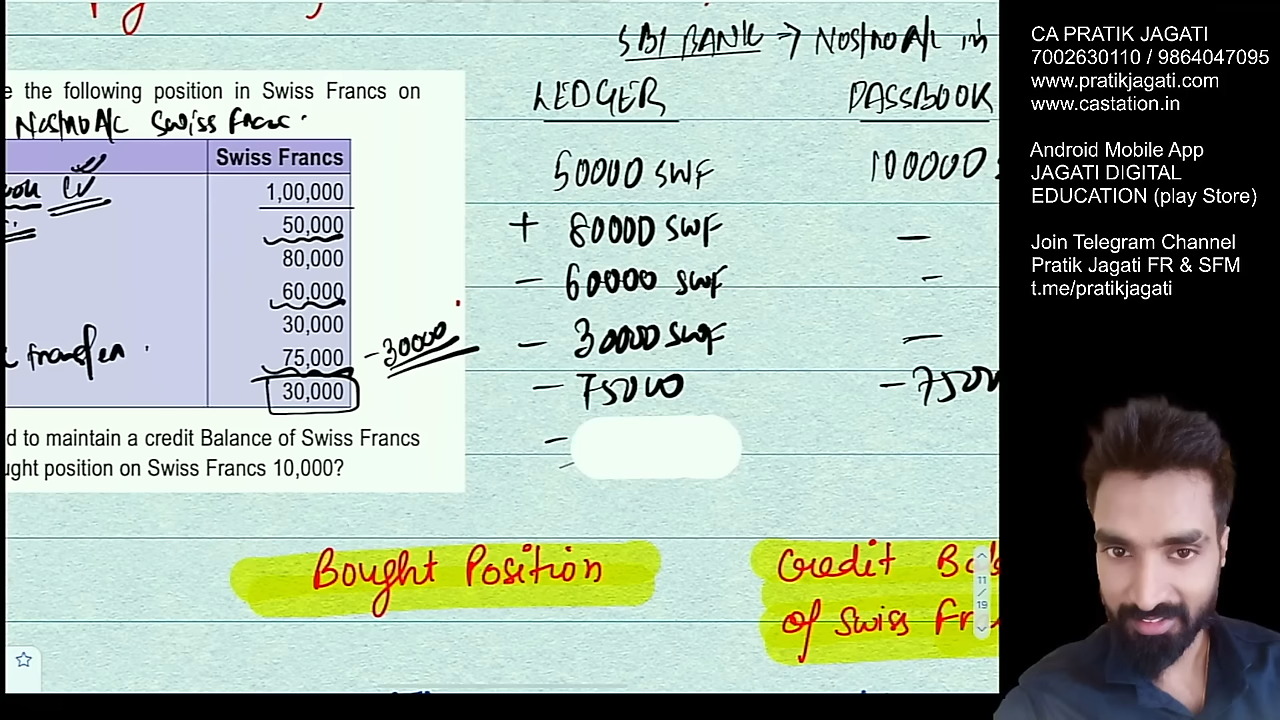 SBI BANK → Nostro A/c in
LEDGER PASSBOOK
e the following position in Swiss Francs on
Nostro A/c Swiss Franc.
Swiss Francs
1,00,000
50,000
80,000
60,000
30,000
transfer.
75,000 - 30000
30,000
50000 SWF 100000 S
+ 80000 SWF —
- 60000 SWF -
- 30000 SWF —
- 75000 - 7500
-
d to maintain a credit Balance of Swiss Francs
ught position on Swiss Francs 10,000?
Bought Position
Credit Bal
of Swiss Fr
11
/
19
CA PRATIK JAGATI
7002630110 / 9864047095
www.pratikjagati.com
www.castation.in
Android Mobile App
JAGATI DIGITAL
EDUCATION (play Store)
Join Telegram Channel
Pratik Jagati FR & SFM
t.me/pratikjagati